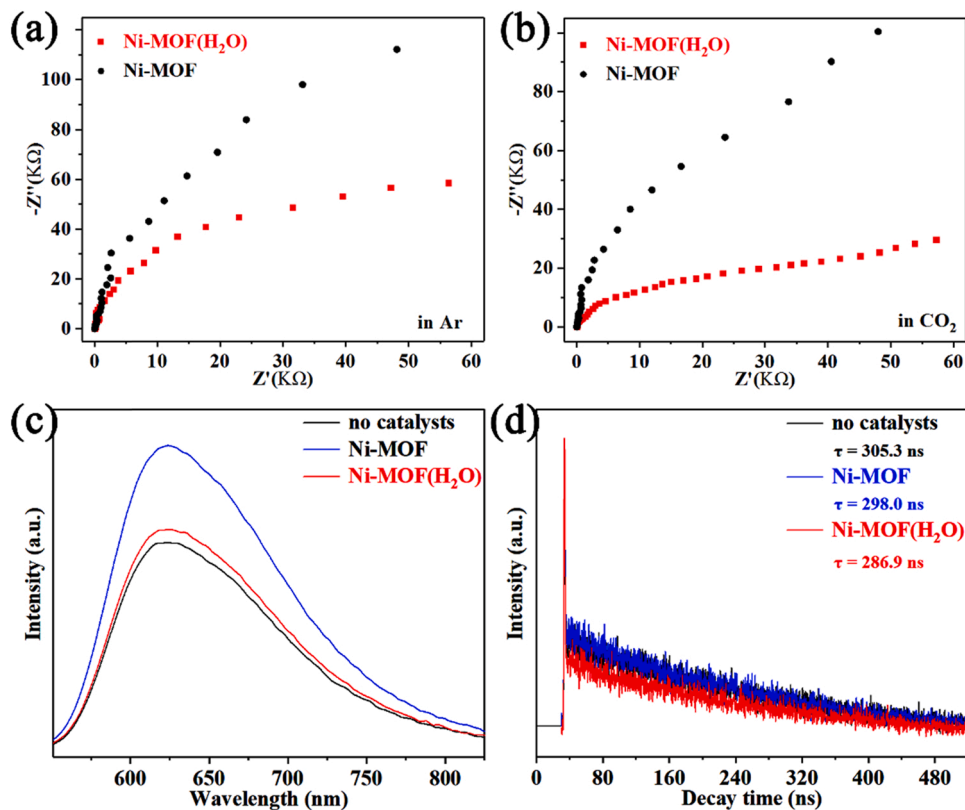 (a)
Ni-MOF(H₂O)
Ni-MOF
100
80
60
40
20
0
-Z''(KΩ)
in Ar
0 10 20 30 40 50 60
Z'(KΩ)
(b)
Ni-MOF(H₂O)
Ni-MOF
80
60
40
20
0
-Z''(KΩ)
in CO₂
0 10 20 30 40 50 60
Z'(KΩ)
(c)
no catalysts
Ni-MOF
Ni-MOF(H₂O)
Intensity (a.u.)
600 650 700 750 800
Wavelength (nm)
(d)
no catalysts
τ = 305.3 ns
Ni-MOF
τ = 298.0 ns
Ni-MOF(H₂O)
τ = 286.9 ns
Intensity (a.u.)
0 80 160 240 320 400 480
Decay time (ns)